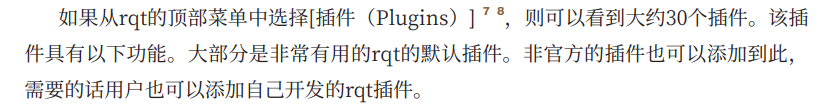 如果从rqt的顶部菜单中选择[插件（Plugins）] 7 8，则可以看到大约30个插件。该插
件具有以下功能。大部分是非常有用的rqt的默认插件。非官方的插件也可以添加到此，
需要的话用户也可以添加自己开发的rqt插件。